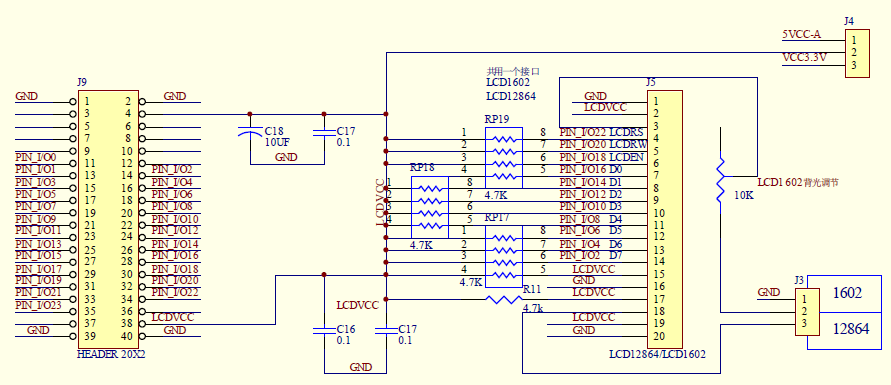 J4
5VCC-A
1
2
VCC3.3V
3
J9
共用一个接口
LCD1602
LCD12864
J5
GND
1
2
GND
3
4
5
6
7
8
9
10
PIN_I/O0
11
12
PIN_I/O1
13
14
PIN_I/O2
PIN_I/O3
15
16
PIN_I/O4
PIN_I/O5
17
18
PIN_I/O6
PIN_I/O7
19
20
PIN_I/O8
PIN_I/O9
21
22
PIN_I/O10
PIN_I/O11
23
24
PIN_I/O12
PIN_I/O13
25
26
PIN_I/O14
PIN_I/O15
27
28
PIN_I/O16
PIN_I/O17
29
30
PIN_I/O18
PIN_I/O19
31
32
PIN_I/O20
PIN_I/O21
33
34
PIN_I/O22
PIN_I/O23
35
36
37
38
LCDVCC
GND
39
40
GND
HEADER 20X2
C18
10UF
C17
0.1
GND
LCDVCC
RP19
1
8
2
7
3
6
4
5
4.7K
RP18
1
8
2
7
3
6
4
5
4.7K
RP17
1
8
2
7
3
6
4
5
4.7K
R11
4.7k
LCDVCC
C16
0.1
C17
0.1
GND
GND
1
LCDVCC
2
3
PIN_I/O22 LCDRS
4
PIN_I/O20 LCDRW
5
PIN_I/O18 LCDEN
6
PIN_I/O16 D0
7
PIN_I/O14 D1
8
PIN_I/O12 D2
9
PIN_I/O10 D3
10
PIN_I/O8 D4
11
PIN_I/O6 D5
12
PIN_I/O4 D6
13
PIN_I/O2 D7
14
LCDVCC
15
GND
16
LCDVCC
17
18
LCDVCC
19
GND
20
LCD12864/LCD1602
LCD1602背光调节
10K
J3
GND
1
2
3
1602
12864